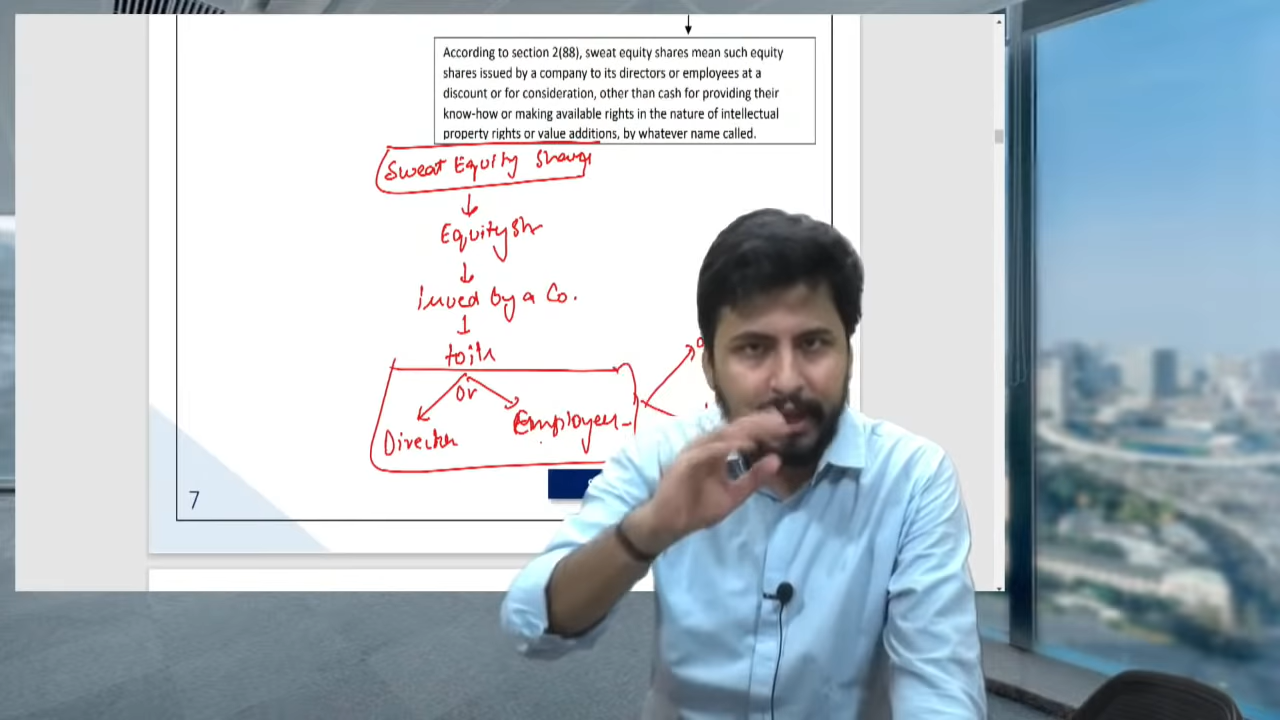 According to section 2(88), sweat equity shares mean such equity
shares issued by a company to its directors or employees at a
discount or for consideration, other than cash for providing their
know-how or making available rights in the nature of intellectual
property rights or value additions, by whatever name called.
Sweat Equity Shares
Equity Sh
issued by a Co.
to its
or
Director
Employees
7